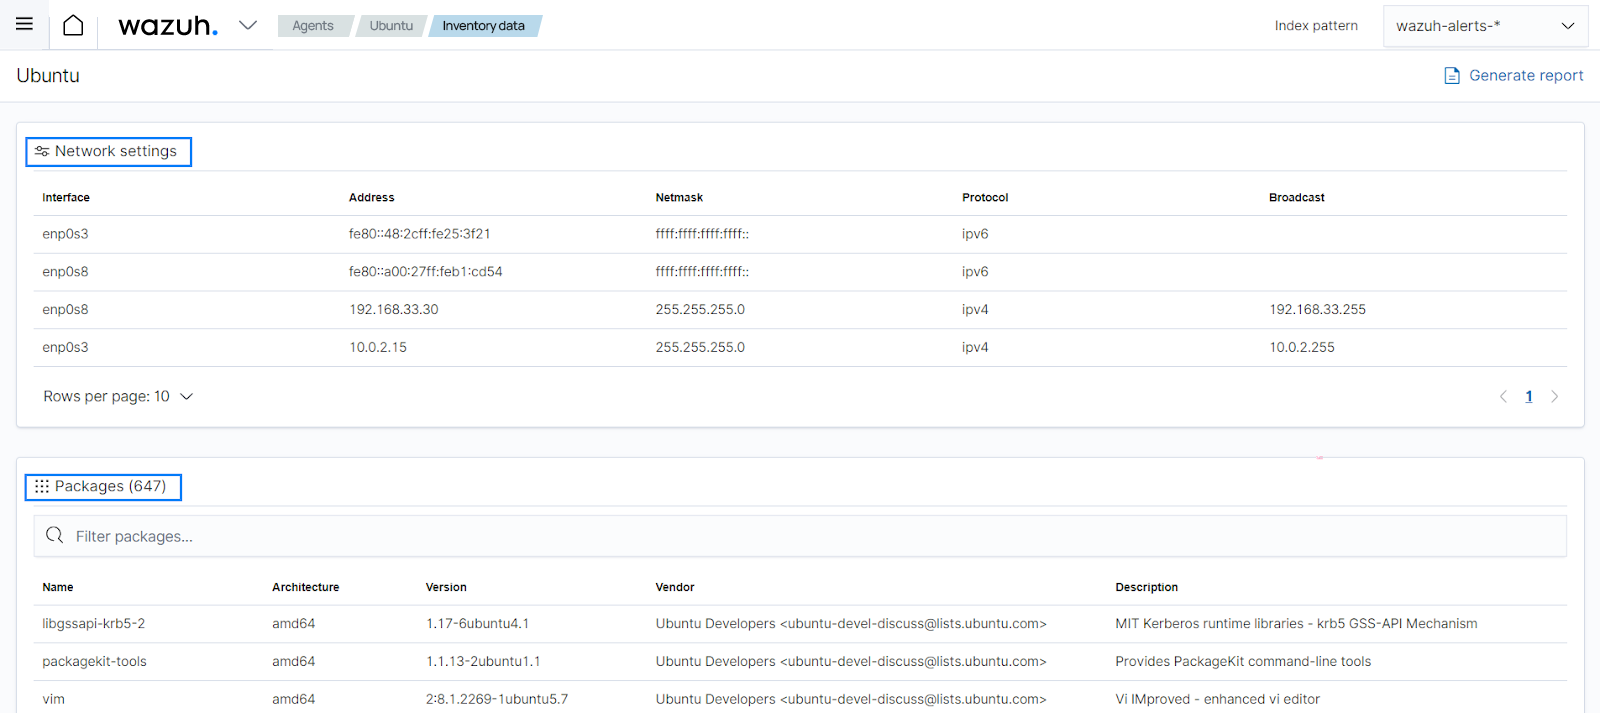 wazuh. Agents Ubuntu Inventory data Index pattern wazuh-alerts-*
Ubuntu Generate report
Network settings
Interface Address Netmask Protocol Broadcast
enp0s3 fe80::48:2cff:fe25:3f21 ffff:ffff:ffff:ffff:: ipv6
enp0s8 fe80::a00:27ff:feb1:cd54 ffff:ffff:ffff:ffff:: ipv6
enp0s8 192.168.33.30 255.255.255.0 ipv4 192.168.33.255
enp0s3 10.0.2.15 255.255.255.0 ipv4 10.0.2.255
Rows per page: 10 1
Packages (647)
Filter packages...
Name Architecture Version Vendor Description
libgssapi-krb5-2 amd64 1.17-6ubuntu4.1 Ubuntu Developers <ubuntu-devel-discuss@lists.ubuntu.com> MIT Kerberos runtime libraries - krb5 GSS-API Mechanism
packagekit-tools amd64 1.1.13-2ubuntu1.1 Ubuntu Developers <ubuntu-devel-discuss@lists.ubuntu.com> Provides PackageKit command-line tools
vim amd64 2:8.1.2269-1ubuntu5.7 Ubuntu Developers <ubuntu-devel-discuss@lists.ubuntu.com> Vi IMproved - enhanced vi editor